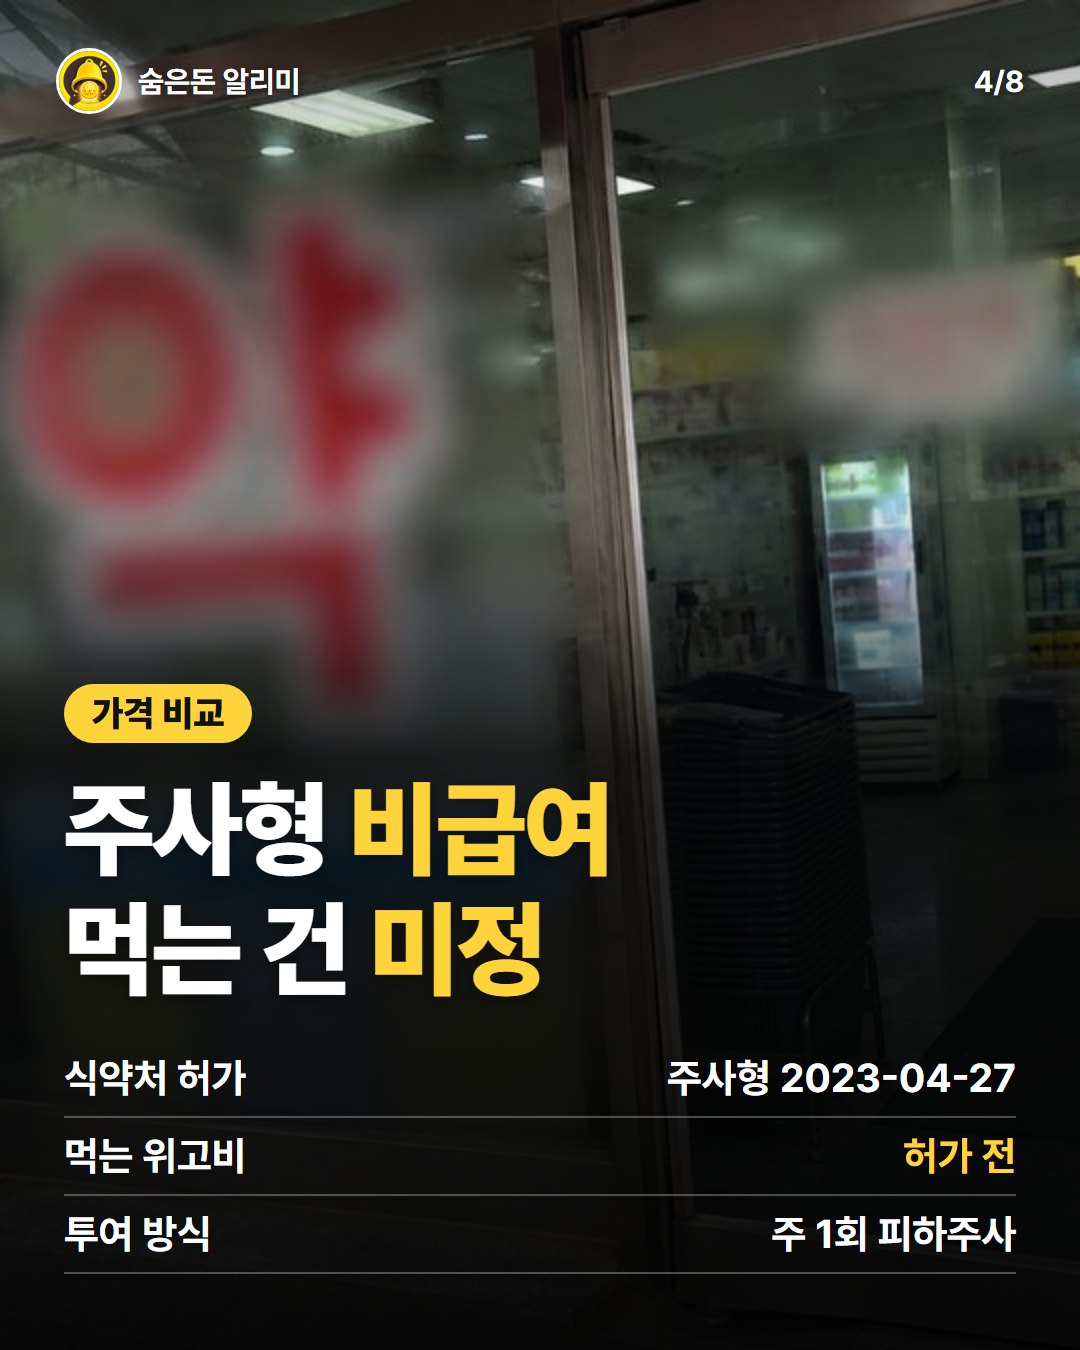 숨은돈 알리미
4/8
약
가격 비교
주사형 비급여
먹는 건 미정
식약처 허가
주사형 2023-04-27
먹는 위고비
허가 전
투여 방식
주 1회 피하주사